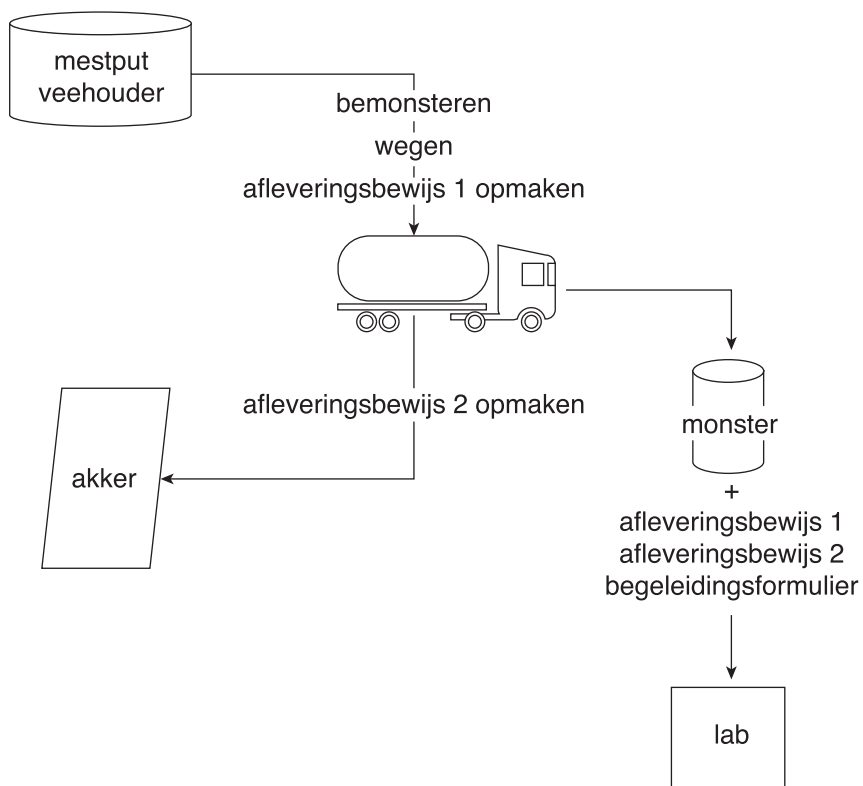 mestput
veehouder
bemonsteren
wegen
afleveringsbewijs 1 opmaken
afleveringsbewijs 2 opmaken
akker
monster
+
afleveringsbewijs 1
afleveringsbewijs 2
begeleidingsformulier
lab